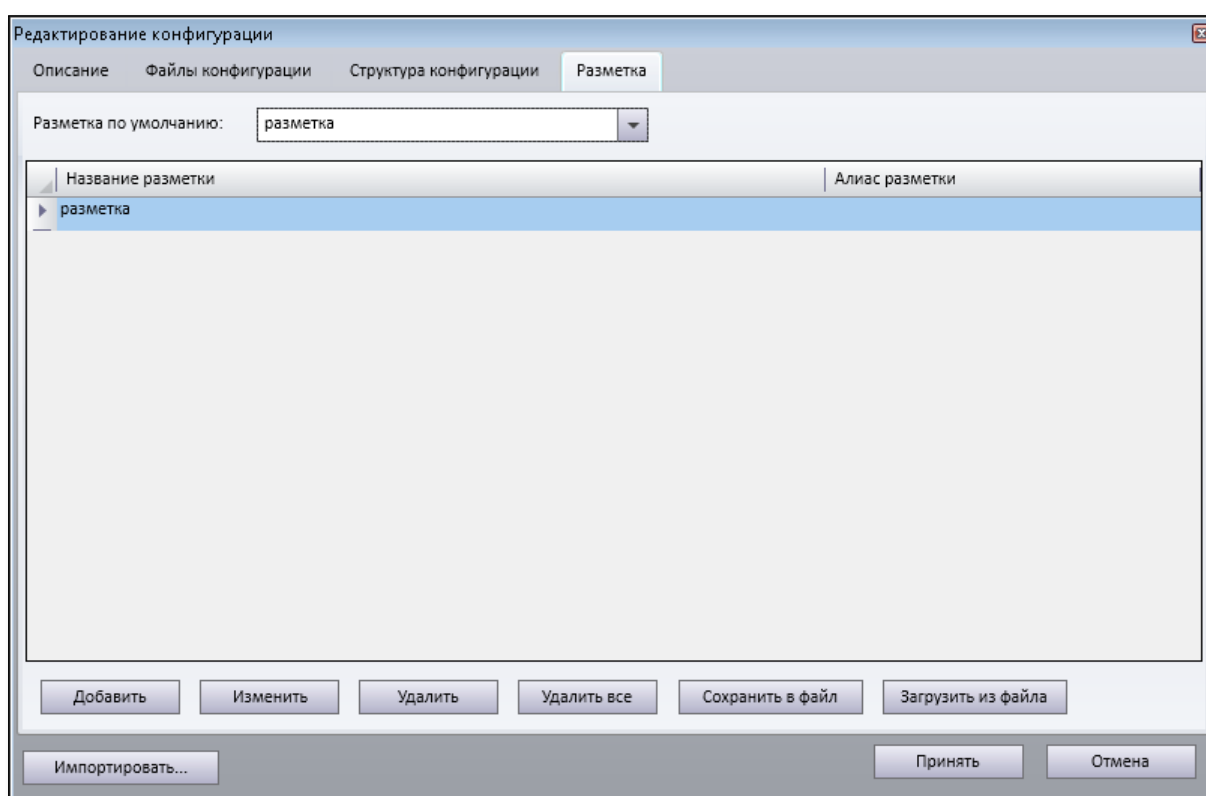 Редактирование конфигурации
Описание Файлы конфигурации Структура конфигурации Разметка
Разметка по умолчанию: разметка
Название разметки Алиас разметки
разметка
Добавить Изменить Удалить Удалить все Сохранить в файл Загрузить из файла
Импортировать... Принять Отмена